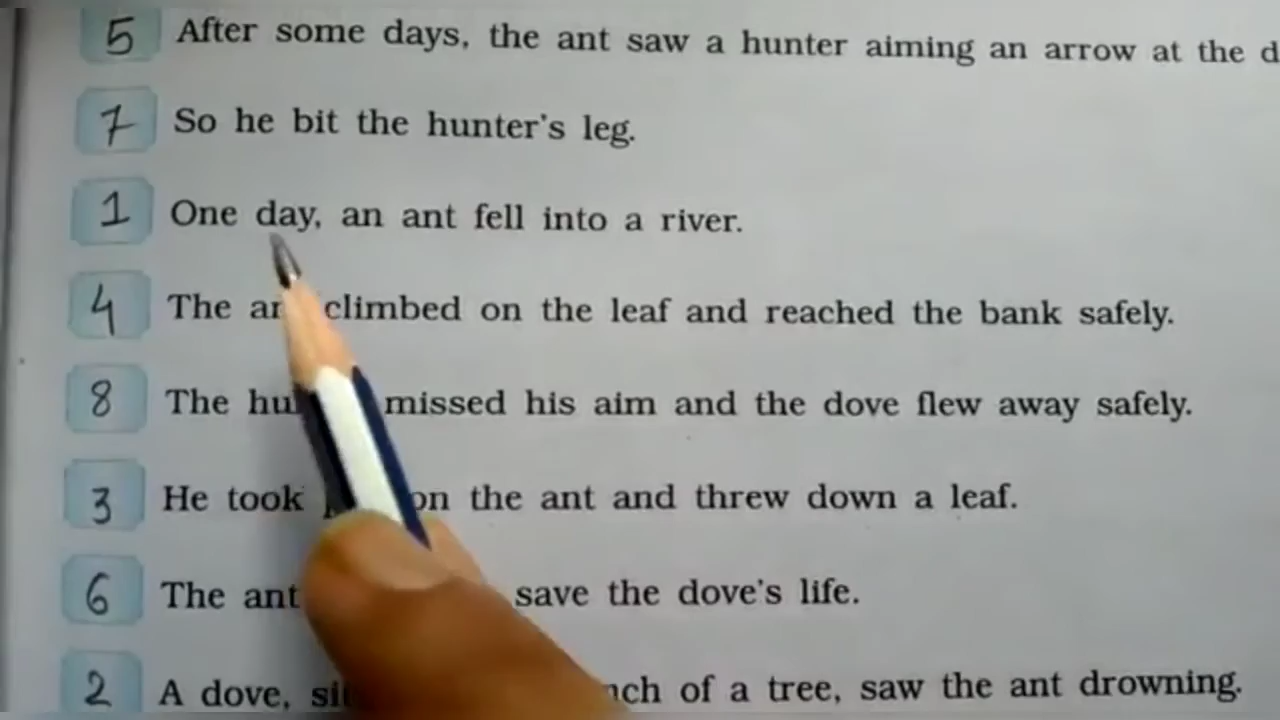 5 After some days, the ant saw a hunter aiming an arrow at the
7 So he bit the hunter's leg.
1 One day, an ant fell into a river.
4 The climbed on the leaf and reached the bank safely.
8 The missed his aim and the dove flew away safely.
3 He took on the ant and threw down a leaf.
6 The ant save the dove's life.
2 A dove, of a tree, saw the ant drowning.